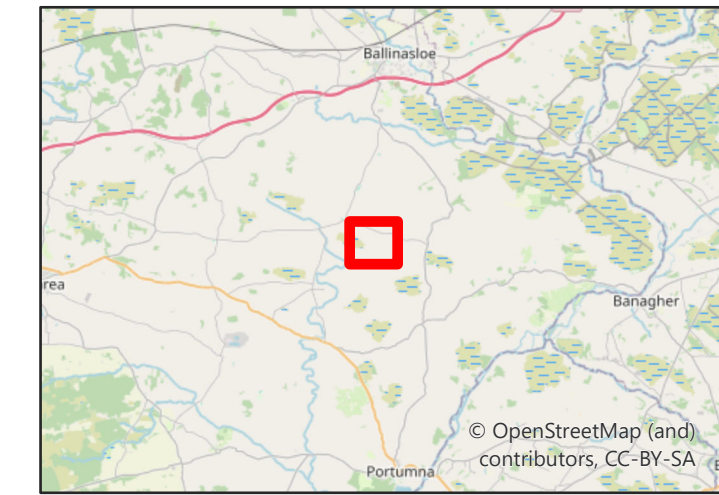 Ballinasloe
rea
Banagher
© OpenStreetMap (and)
contributors, CC-BY-SA
Portumna